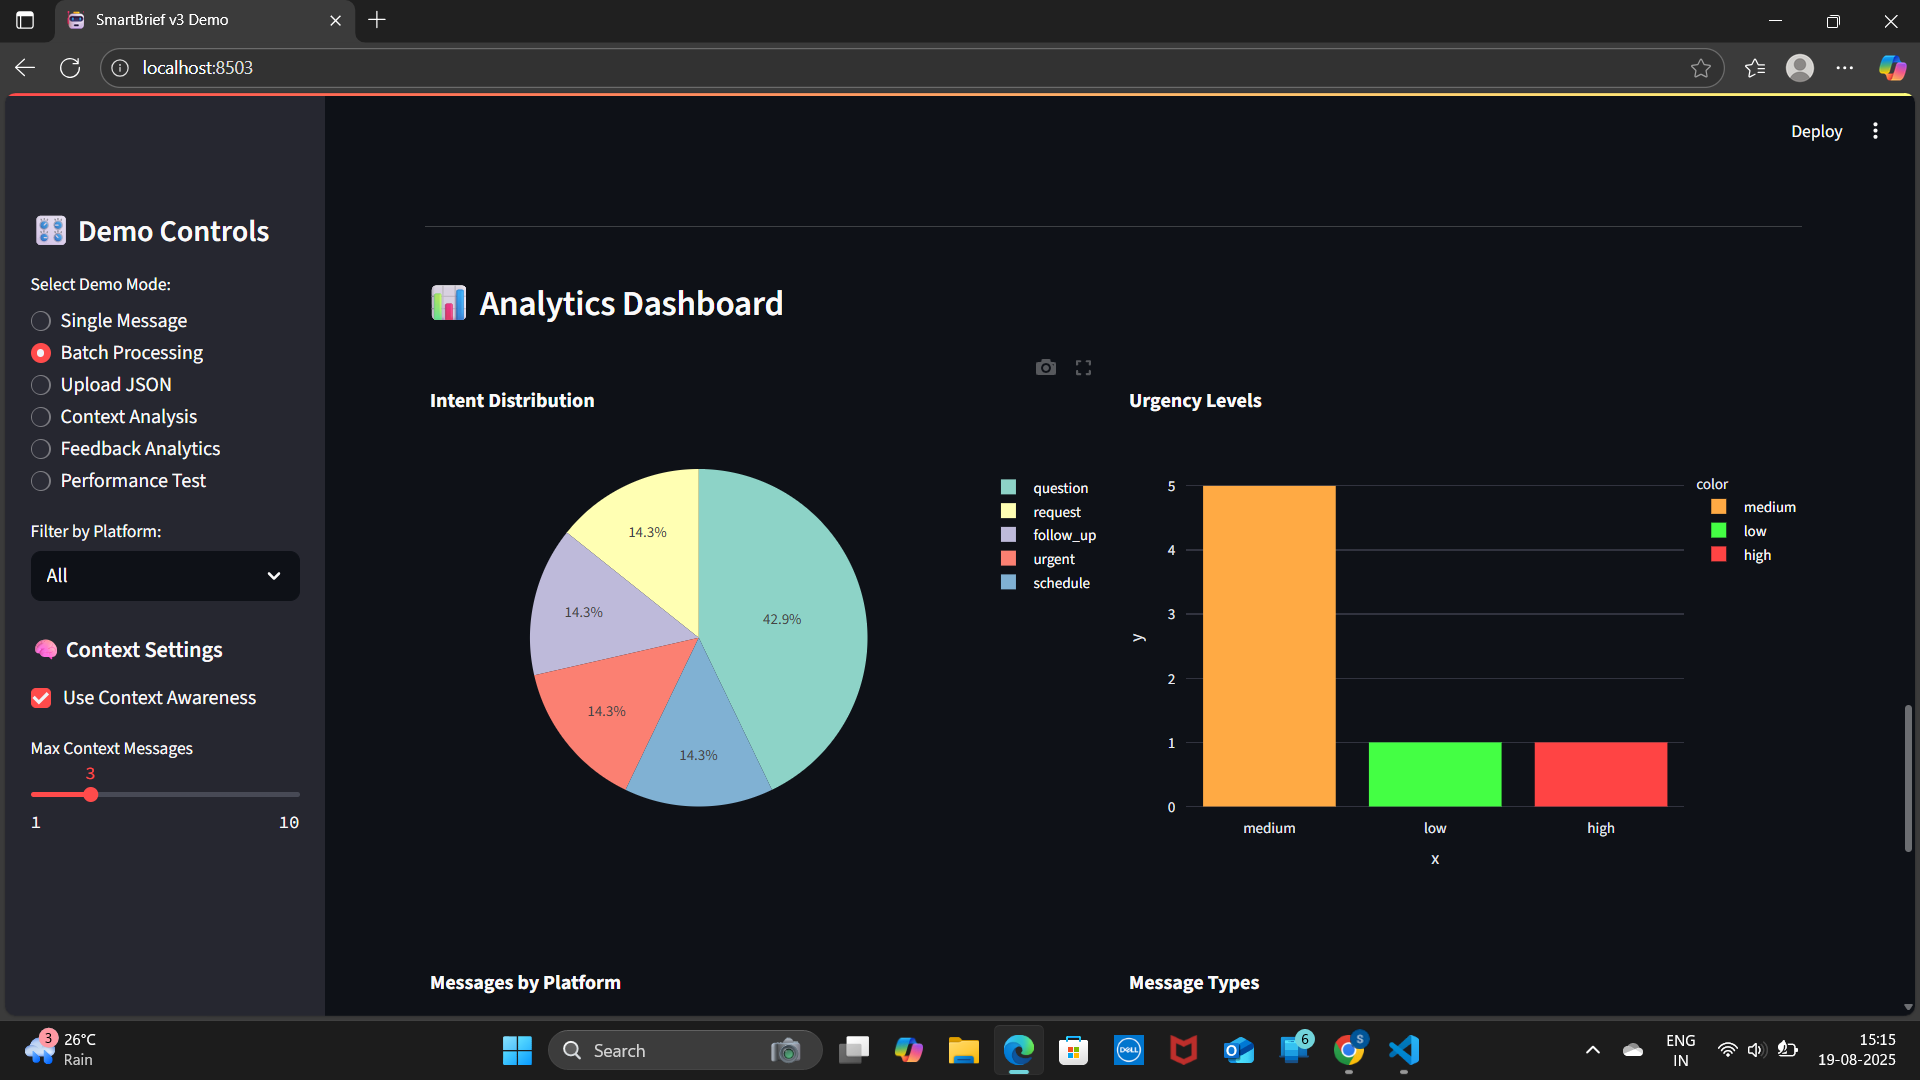 SmartBrief v3 Demo
localhost:8503
Deploy
Demo Controls
Select Demo Mode:
Single Message
Batch Processing
Upload JSON
Context Analysis
Feedback Analytics
Performance Test
Filter by Platform:
All
Context Settings
Use Context Awareness
Max Context Messages
3
1 10
Analytics Dashboard
Intent Distribution
14.3%
14.3%
42.9%
14.3%
14.3%
question
request
follow_up
urgent
schedule
Urgency Levels
5
4
3
2
1
0
y
medium low high
x
color
medium
low
high
Messages by Platform
Message Types
3
26°C
Rain
Search
DELL
6
S
ENG
IN
15:15
19-08-2025